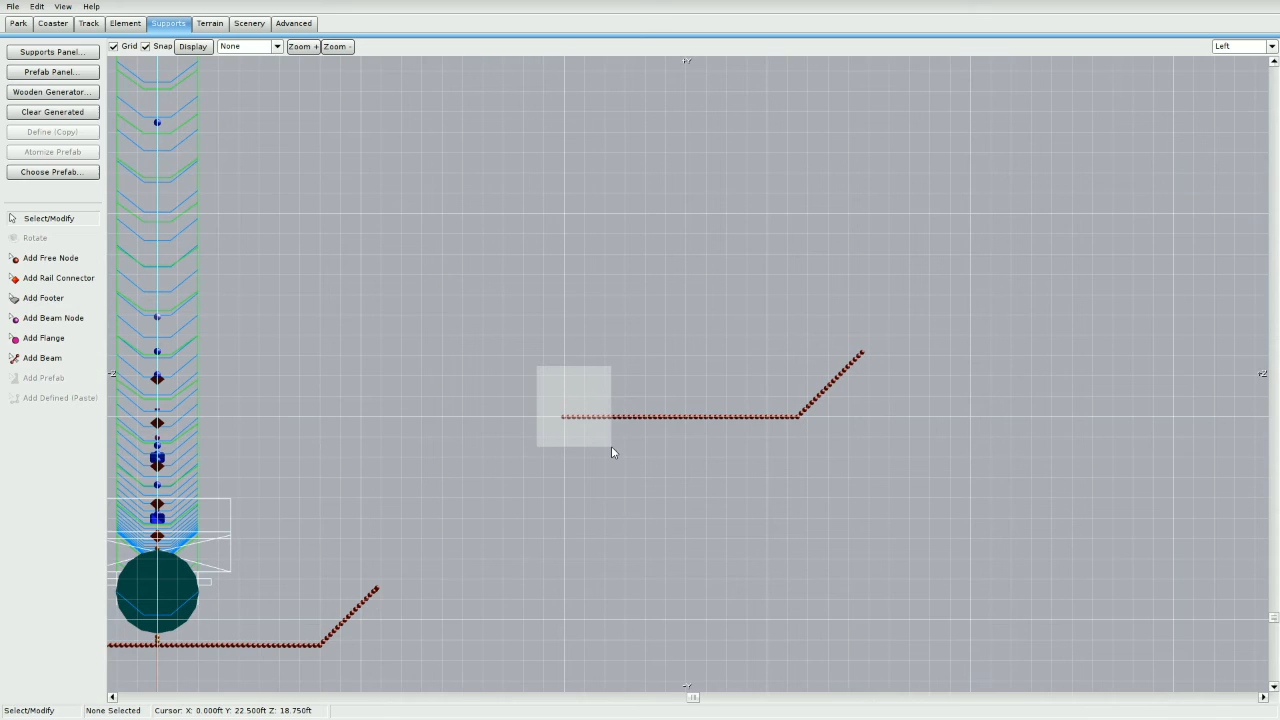 File Edit View Help
Park Coaster Track Element Supports Terrain Scenery Advanced
Supports Panel... Grid Snap Display None Zoom + Zoom - Left
Prefab Panel...
Wooden Generator...
Clear Generated
Define (Copy)
Atomize Prefab
Choose Prefab...
Select/Modify
Rotate
Add Free Node
Add Rail Connector
Add Footer
Add Beam Node
Add Flange
Add Beam
Add Prefab
Add Defined (Paste)
+Y
-Z +Z
-Y
Select/Modify None Selected Cursor: X: 0.000ft Y: 22.500ft Z: 18.750ft